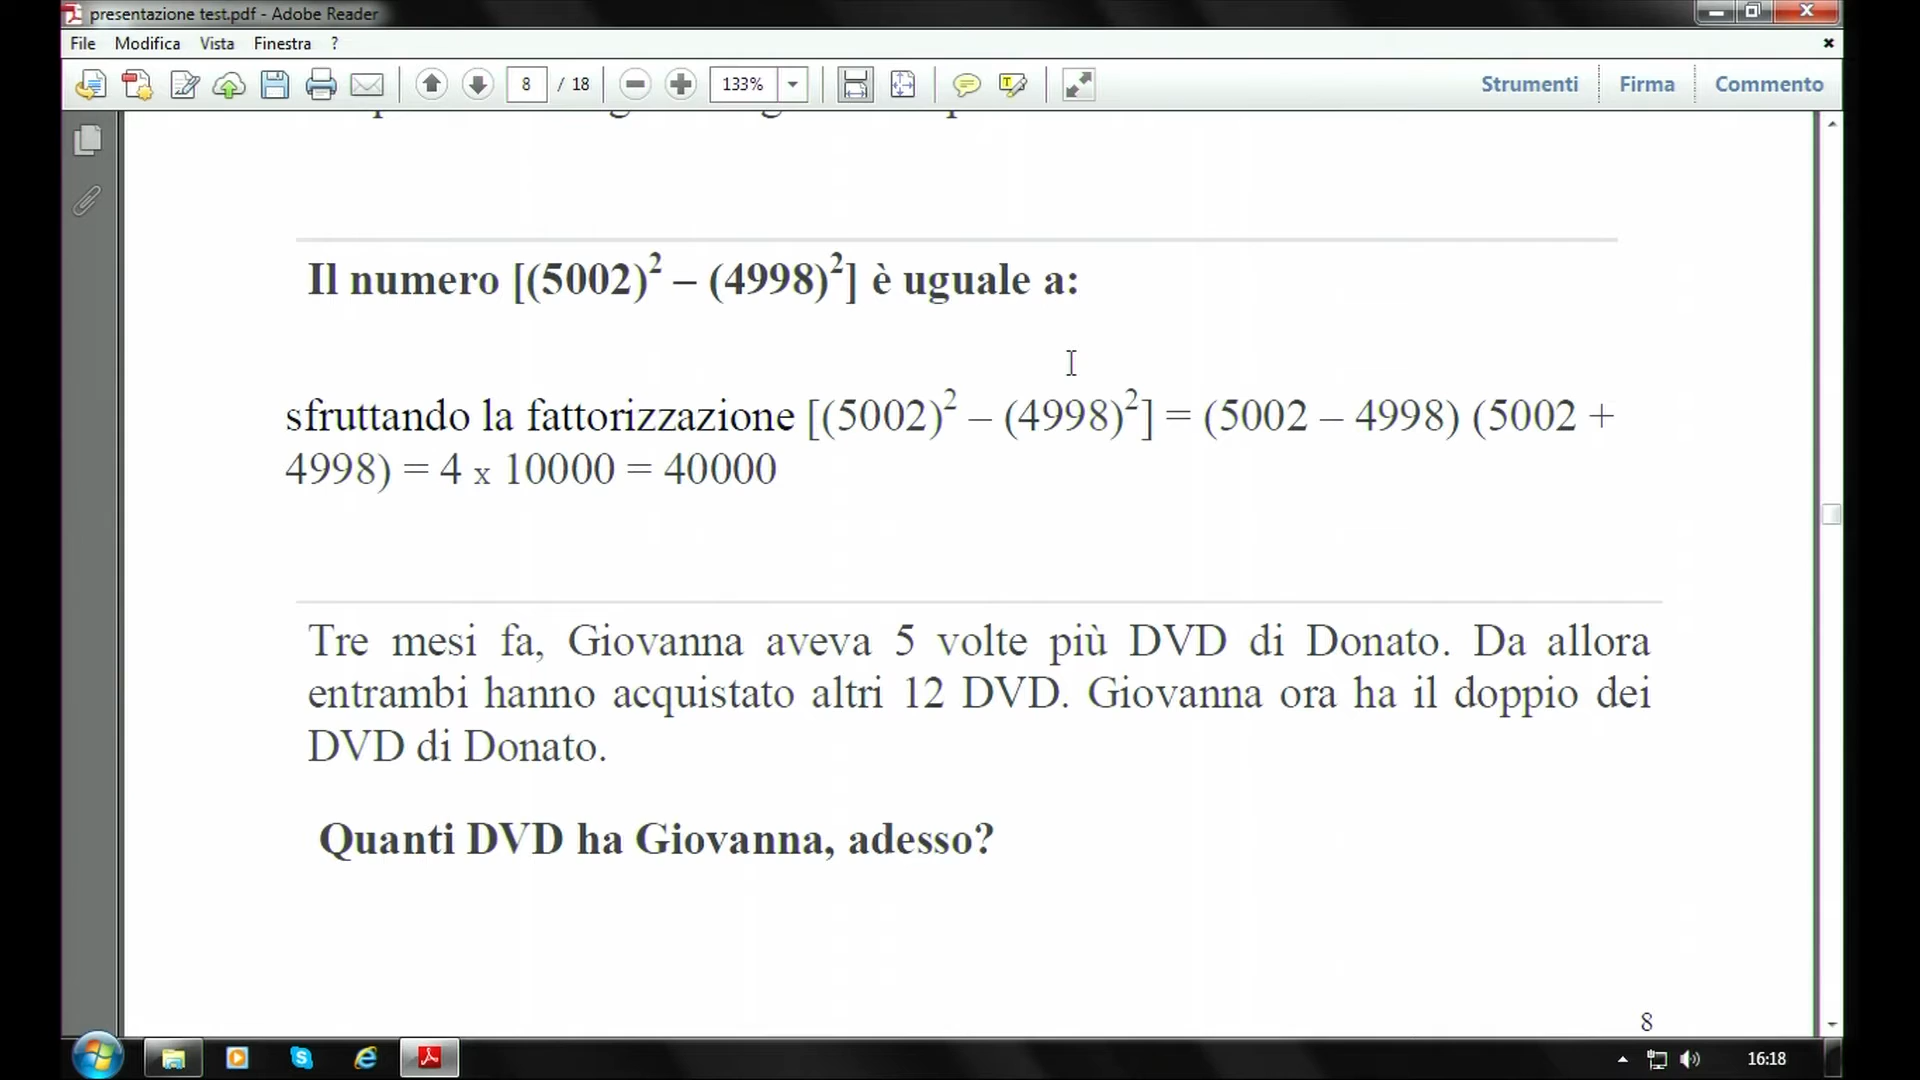 presentazione test.pdf - Adobe Reader
File Modifica Vista Finestra ?
8 / 18 133% Strumenti Firma Commento
Il numero [(5002)² – (4998)²] è uguale a:
sfruttando la fattorizzazione [(5002)² – (4998)²] = (5002 – 4998) (5002 +
4998) = 4 x 10000 = 40000
Tre mesi fa, Giovanna aveva 5 volte più DVD di Donato. Da allora
entrambi hanno acquistato altri 12 DVD. Giovanna ora ha il doppio dei
DVD di Donato.
Quanti DVD ha Giovanna, adesso?
8
16:18